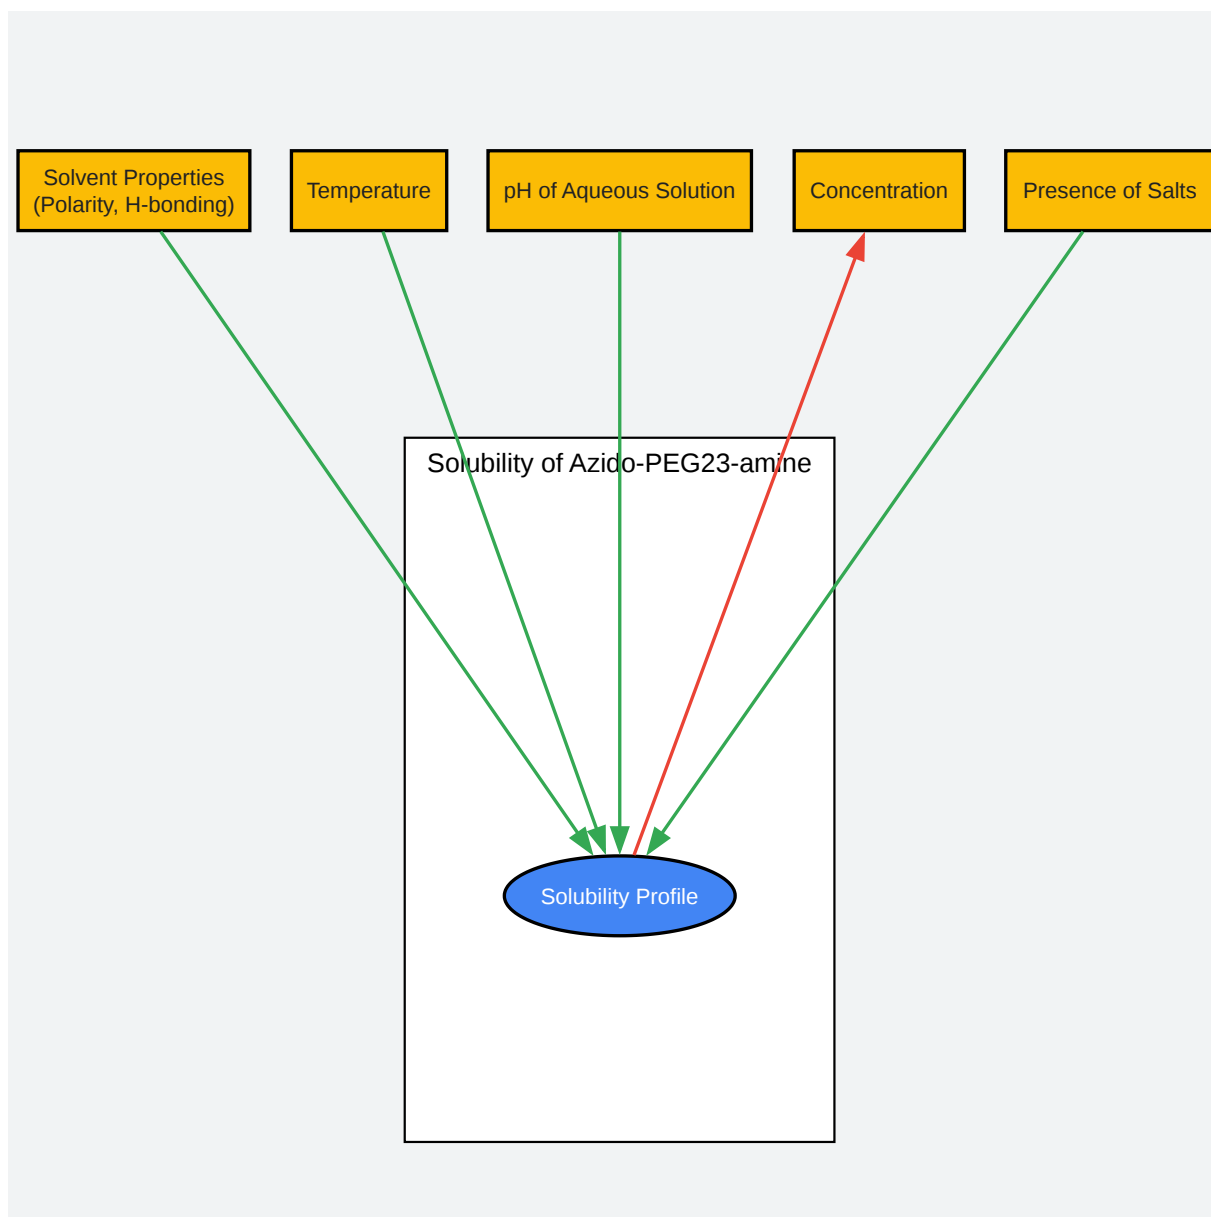 Solvent Properties
(Polarity, H-bonding)
Temperature
pH of Aqueous Solution
Concentration
Presence of Salts
Solubility of Azido-PEG23-amine
Solubility Profile